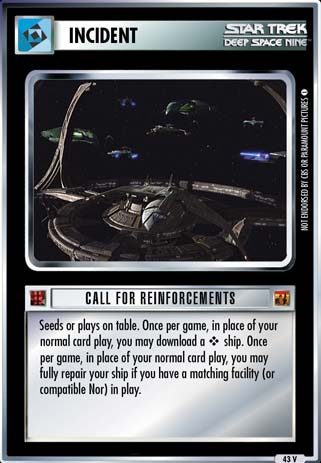 INCIDENT
STAR TREK
DEEP SPACE NINE
NOT ENDORSED BY CBS OR PARAMOUNT PICTURES
CALL FOR REINFORCEMENTS
Seeds or plays on table. Once per game, in place of your
normal card play, you may download a ❖ ship. Once
per game, in place of your normal card play, you may
fully repair your ship if you have a matching facility (or
compatible Nor) in play.
43 V